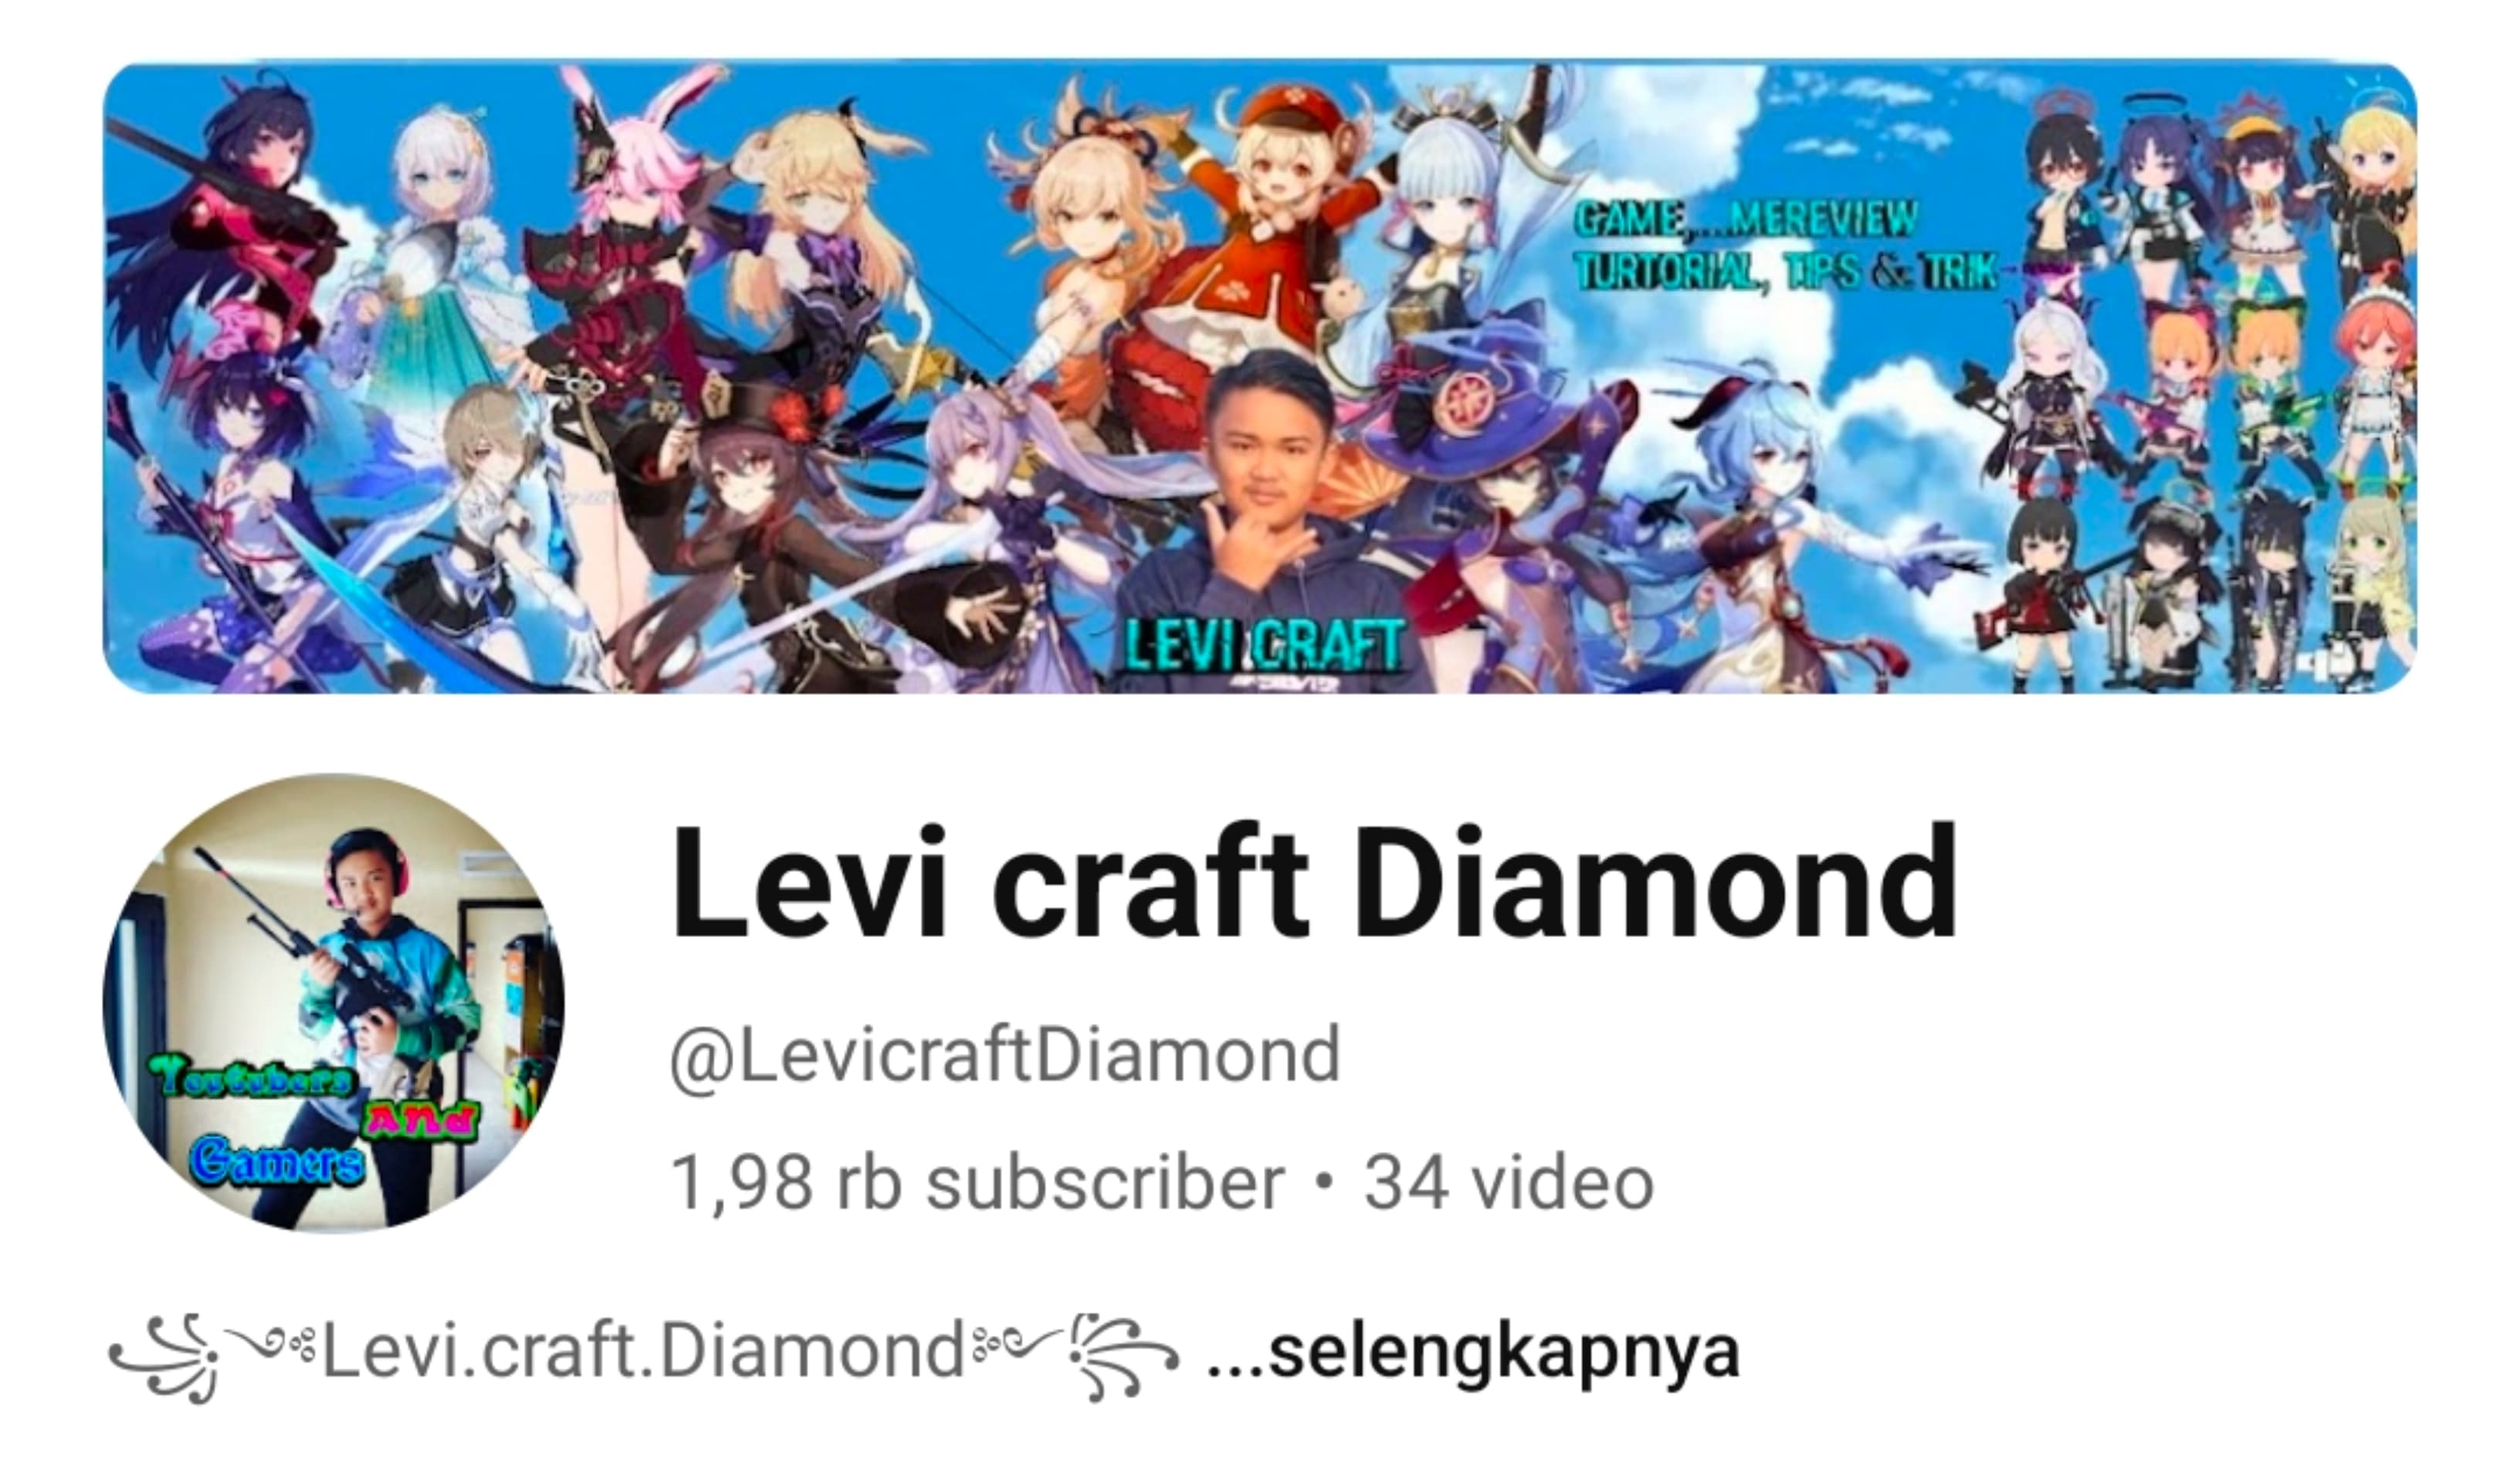 GAME,...MEREVIEW
TURTORIAL, TIPS & TRIK
LEVI CRAFT
Levi craft Diamond
@LevicraftDiamond
1,98 rb subscriber • 34 video
Youtubers
And
Gamers
꧁༺Levi.craft.Diamond༻꧂ ...selengkapnya